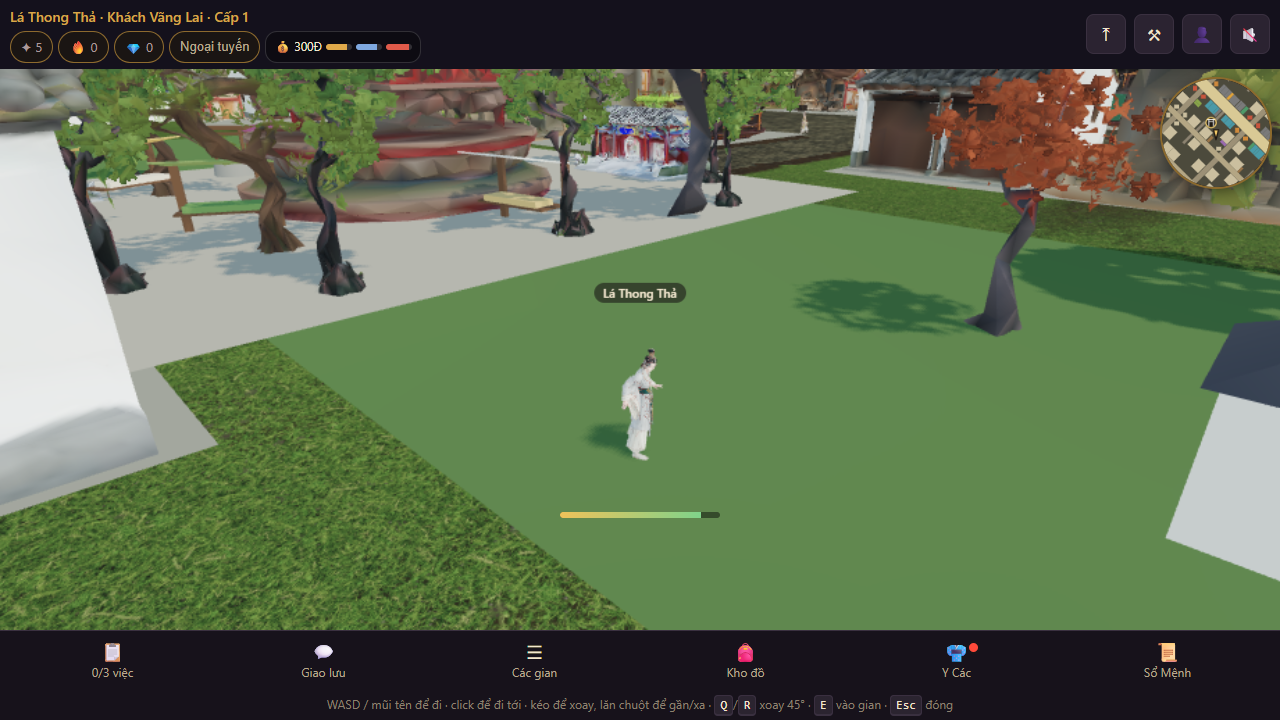 Lá Thong Thả · Khách Vãng Lai · Cấp 1
✦ 5 🔥 0 💎 0 Ngoại tuyến 💰 300Đ
Lá Thong Thả
0/3 việc
Giao lưu
Các gian
Kho đồ
Y Các
Sổ Mệnh
WASD / mũi tên để đi · click để đi tới · kéo để xoay, lăn chuột để gần/xa · Q / R xoay 45° · E vào gian · Esc đóng